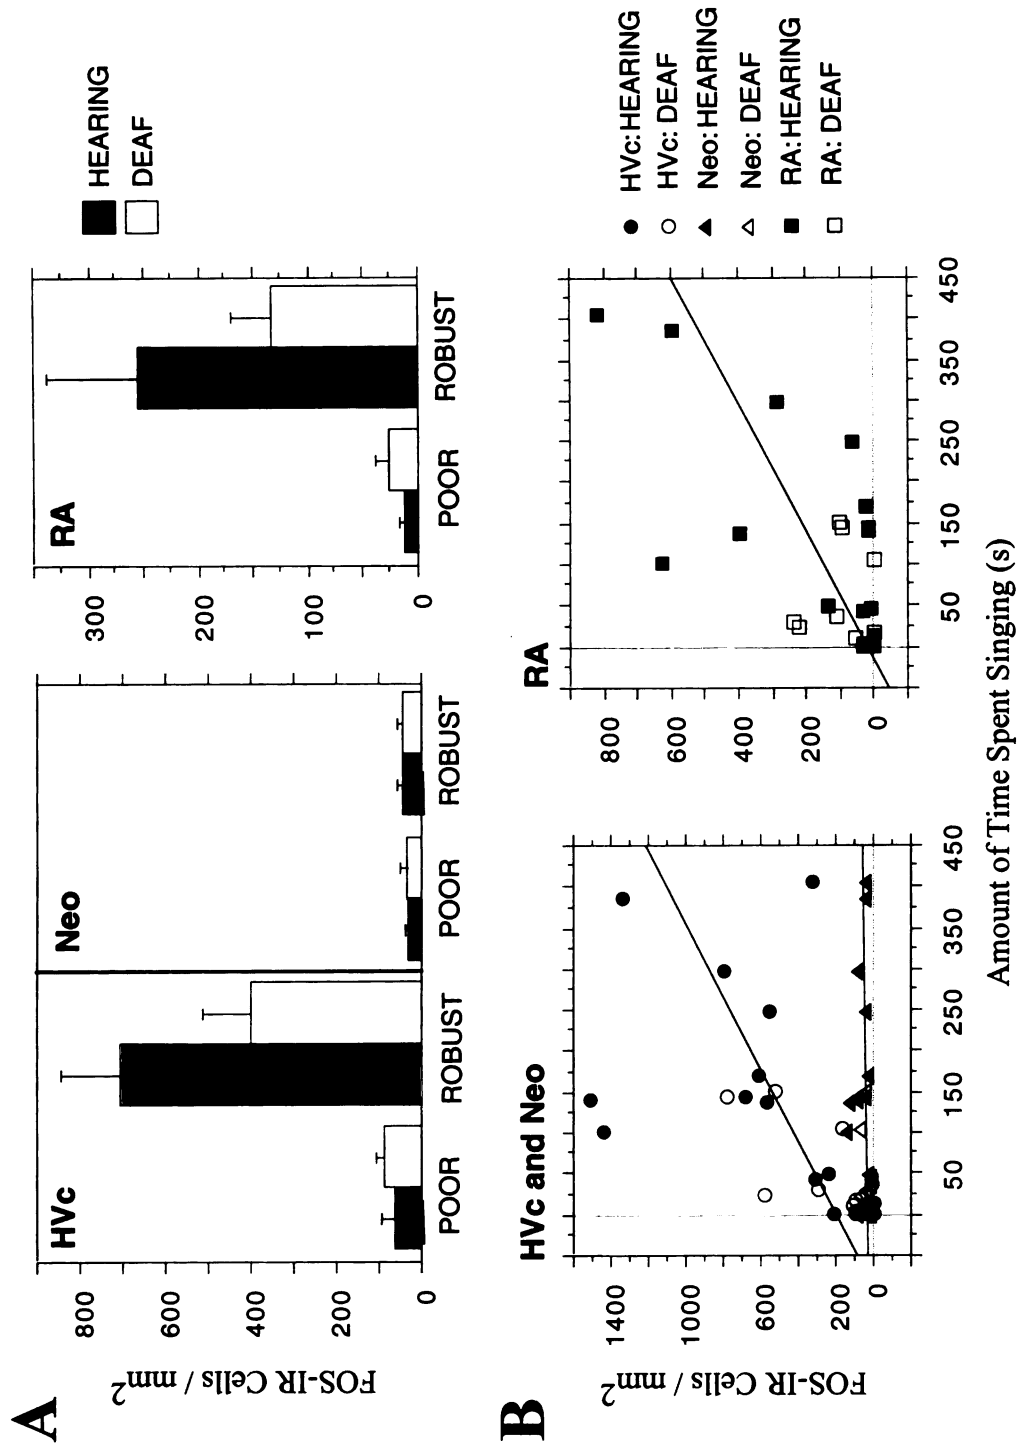 A
FOS-IR Cells / mm²
800
600
400
200
0
HVc
POOR
ROBUST
Neo
POOR
ROBUST
300
200
100
0
RA
POOR
ROBUST
HEARING
DEAF
B
FOS-IR Cells / mm²
1400
1000
600
200
0
HVc and Neo
50
150
250
350
450
800
600
400
200
0
RA
50
150
250
350
450
Amount of Time Spent Singing (s)
HVc: HEARING
HVc: DEAF
Neo: HEARING
Neo: DEAF
RA: HEARING
RA: DEAF